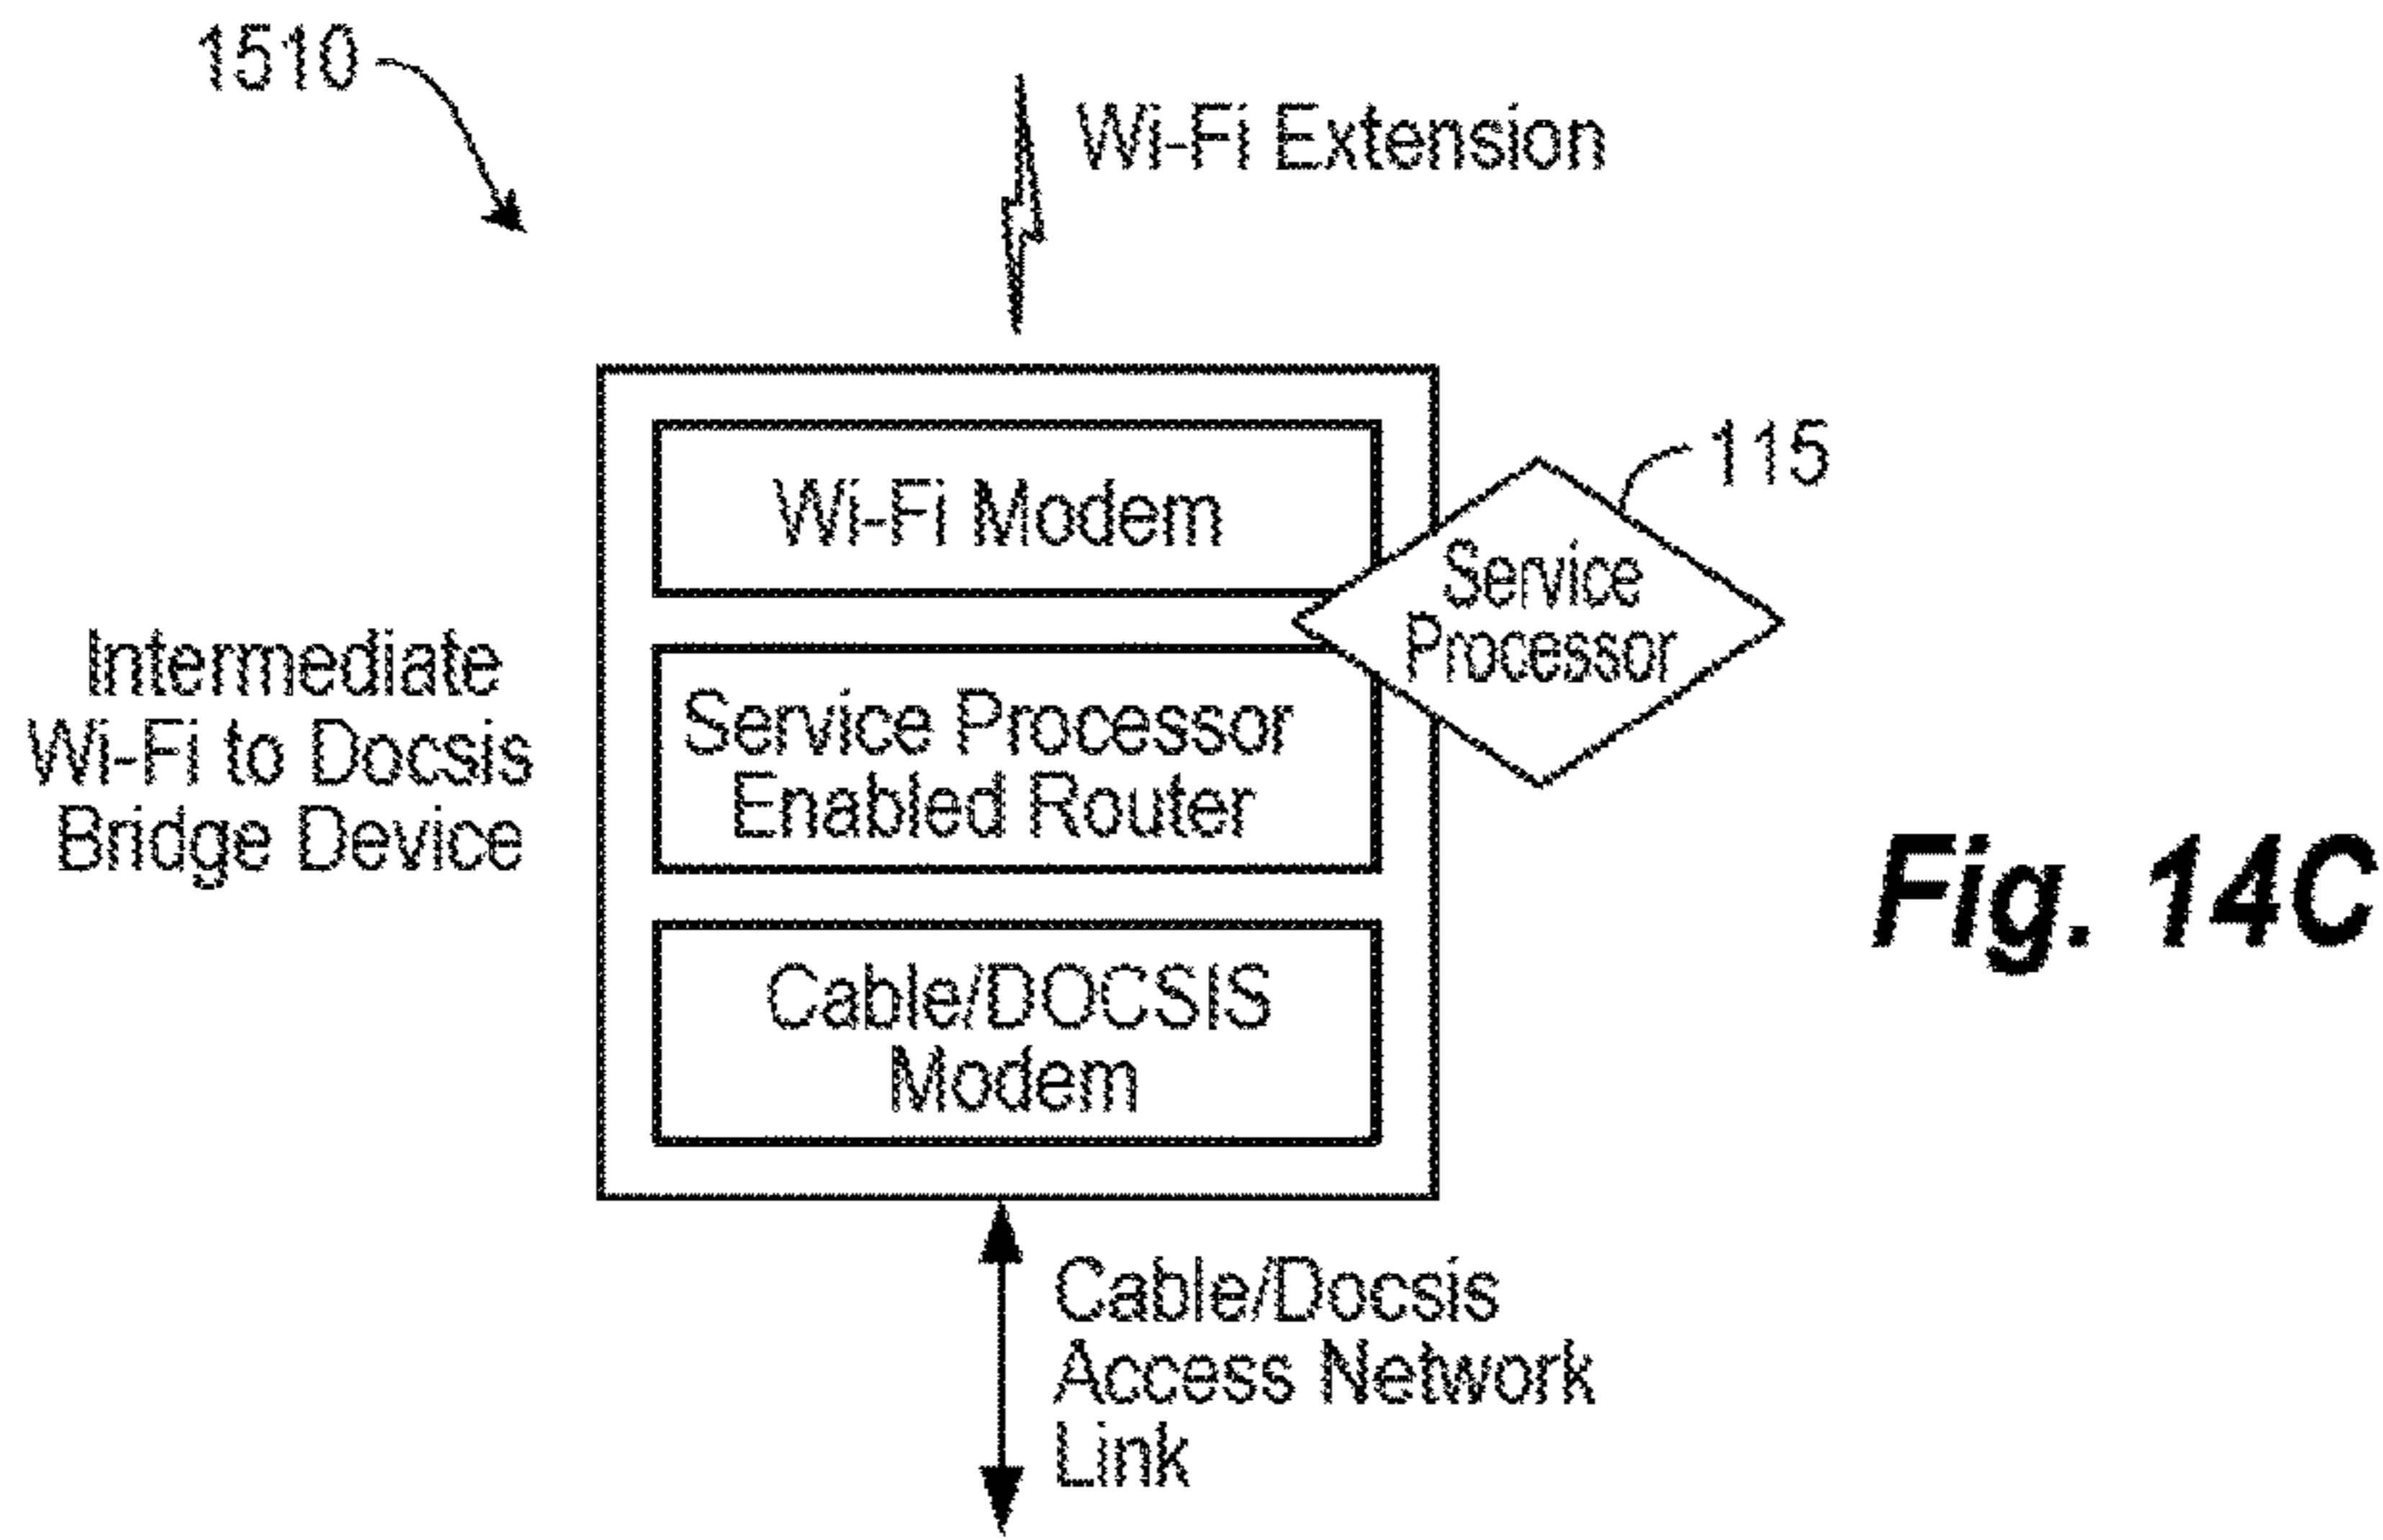 1510
Wi-Fi Extension
Wi-Fi Modem
115
Service
Processor
Intermediate
Wi-Fi to Docsis
Bridge Device
Service Processor
Enabled Router
Fig. 14C
Cable/DOCSIS
Modem
Cable/Docsis
Access Network
Link